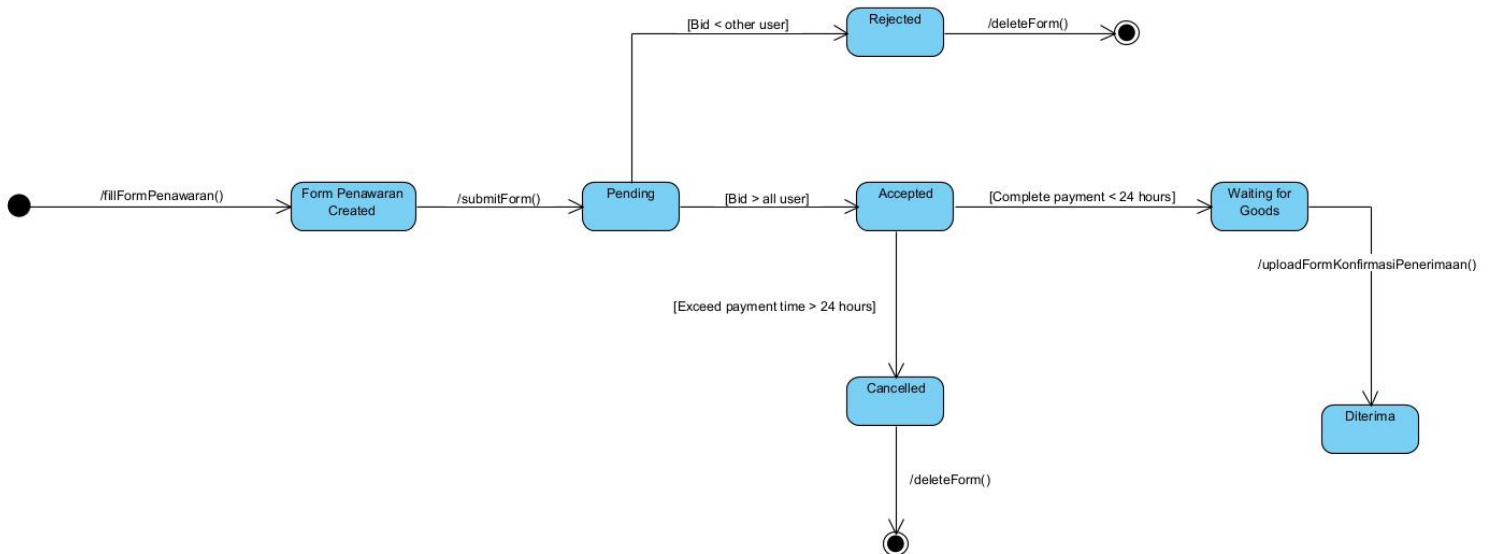 [Bid < other user]
Rejected
/deleteForm()
/fillFormPenawaran()
Form Penawaran
Created
/submitForm()
Pending
[Bid > all user]
Accepted
[Complete payment < 24 hours]
Waiting for
Goods
/uploadFormKonfirmasiPenerimaan()
[Exceed payment time > 24 hours]
Cancelled
Diterima
/deleteForm()